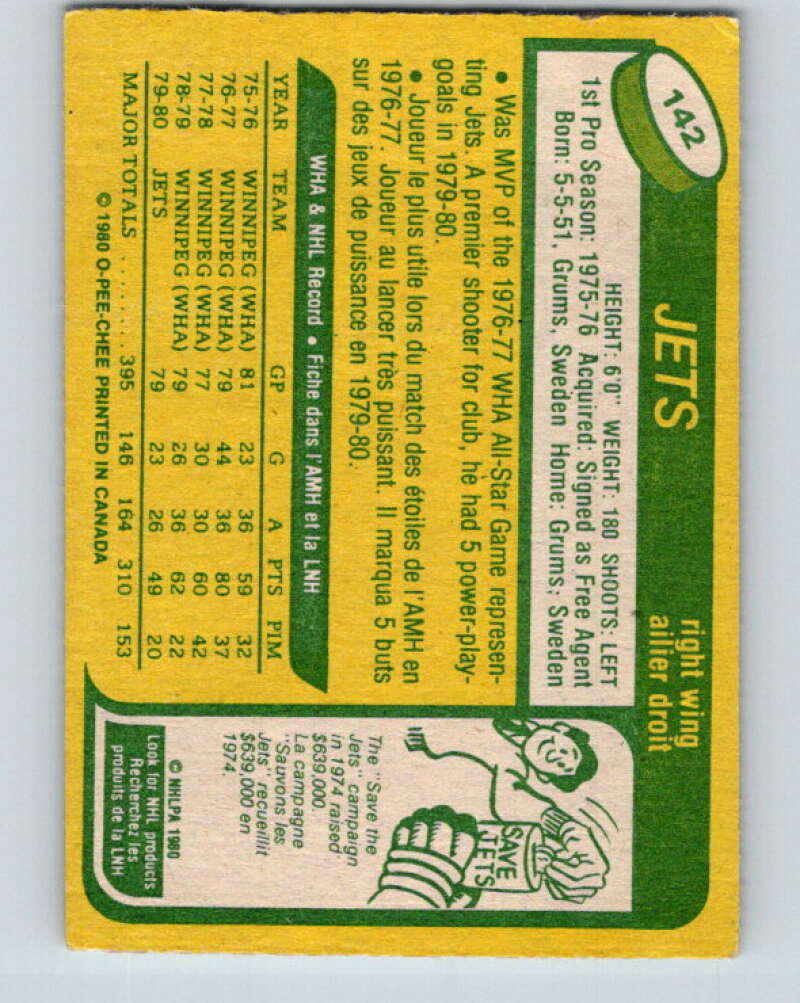 142
JETS
right wing
ailier droit
HEIGHT: 6'0" WEIGHT: 180 SHOOTS: LEFT
1st Pro Season: 1975-76 Acquired: Signed as Free Agent
Born: 5-5-51, Grums, Sweden Home: Grums, Sweden
• Was MVP of the 1976-77 WHA All-Star Game represen-
ting Jets. A premier shooter for club, he had 5 power-play-
goals in 1979-80.
• Joueur le plus utile lors du match des étoiles de l'AMH en
1976-77. Joueur au lancer très puissant. Il marqua 5 buts
sur des jeux de puissance en 1979-80.
WHA & NHL Record • Fiche dans l'AMH et la LNH
YEAR TEAM GP G A PTS PIM
75-76 WINNIPEG (WHA) 81 23 36 59 32
76-77 WINNIPEG (WHA) 79 44 36 80 37
77-78 WINNIPEG (WHA) 77 30 30 60 42
78-79 WINNIPEG (WHA) 79 26 36 62 22
79-80 JETS 79 23 26 49 20
MAJOR TOTALS ........ 395 146 164 310 153
© 1980 O-PEE-CHEE PRINTED IN CANADA
SAVE
JETS
The "Save the
Jets" campaign
in 1974 raised
$639,000.
La campagne
"Sauvons les
Jets" recueillit
$639,000 en
1974.
© NHLPA 1980
Look for NHL products
Recherchez les
produits de la LNH